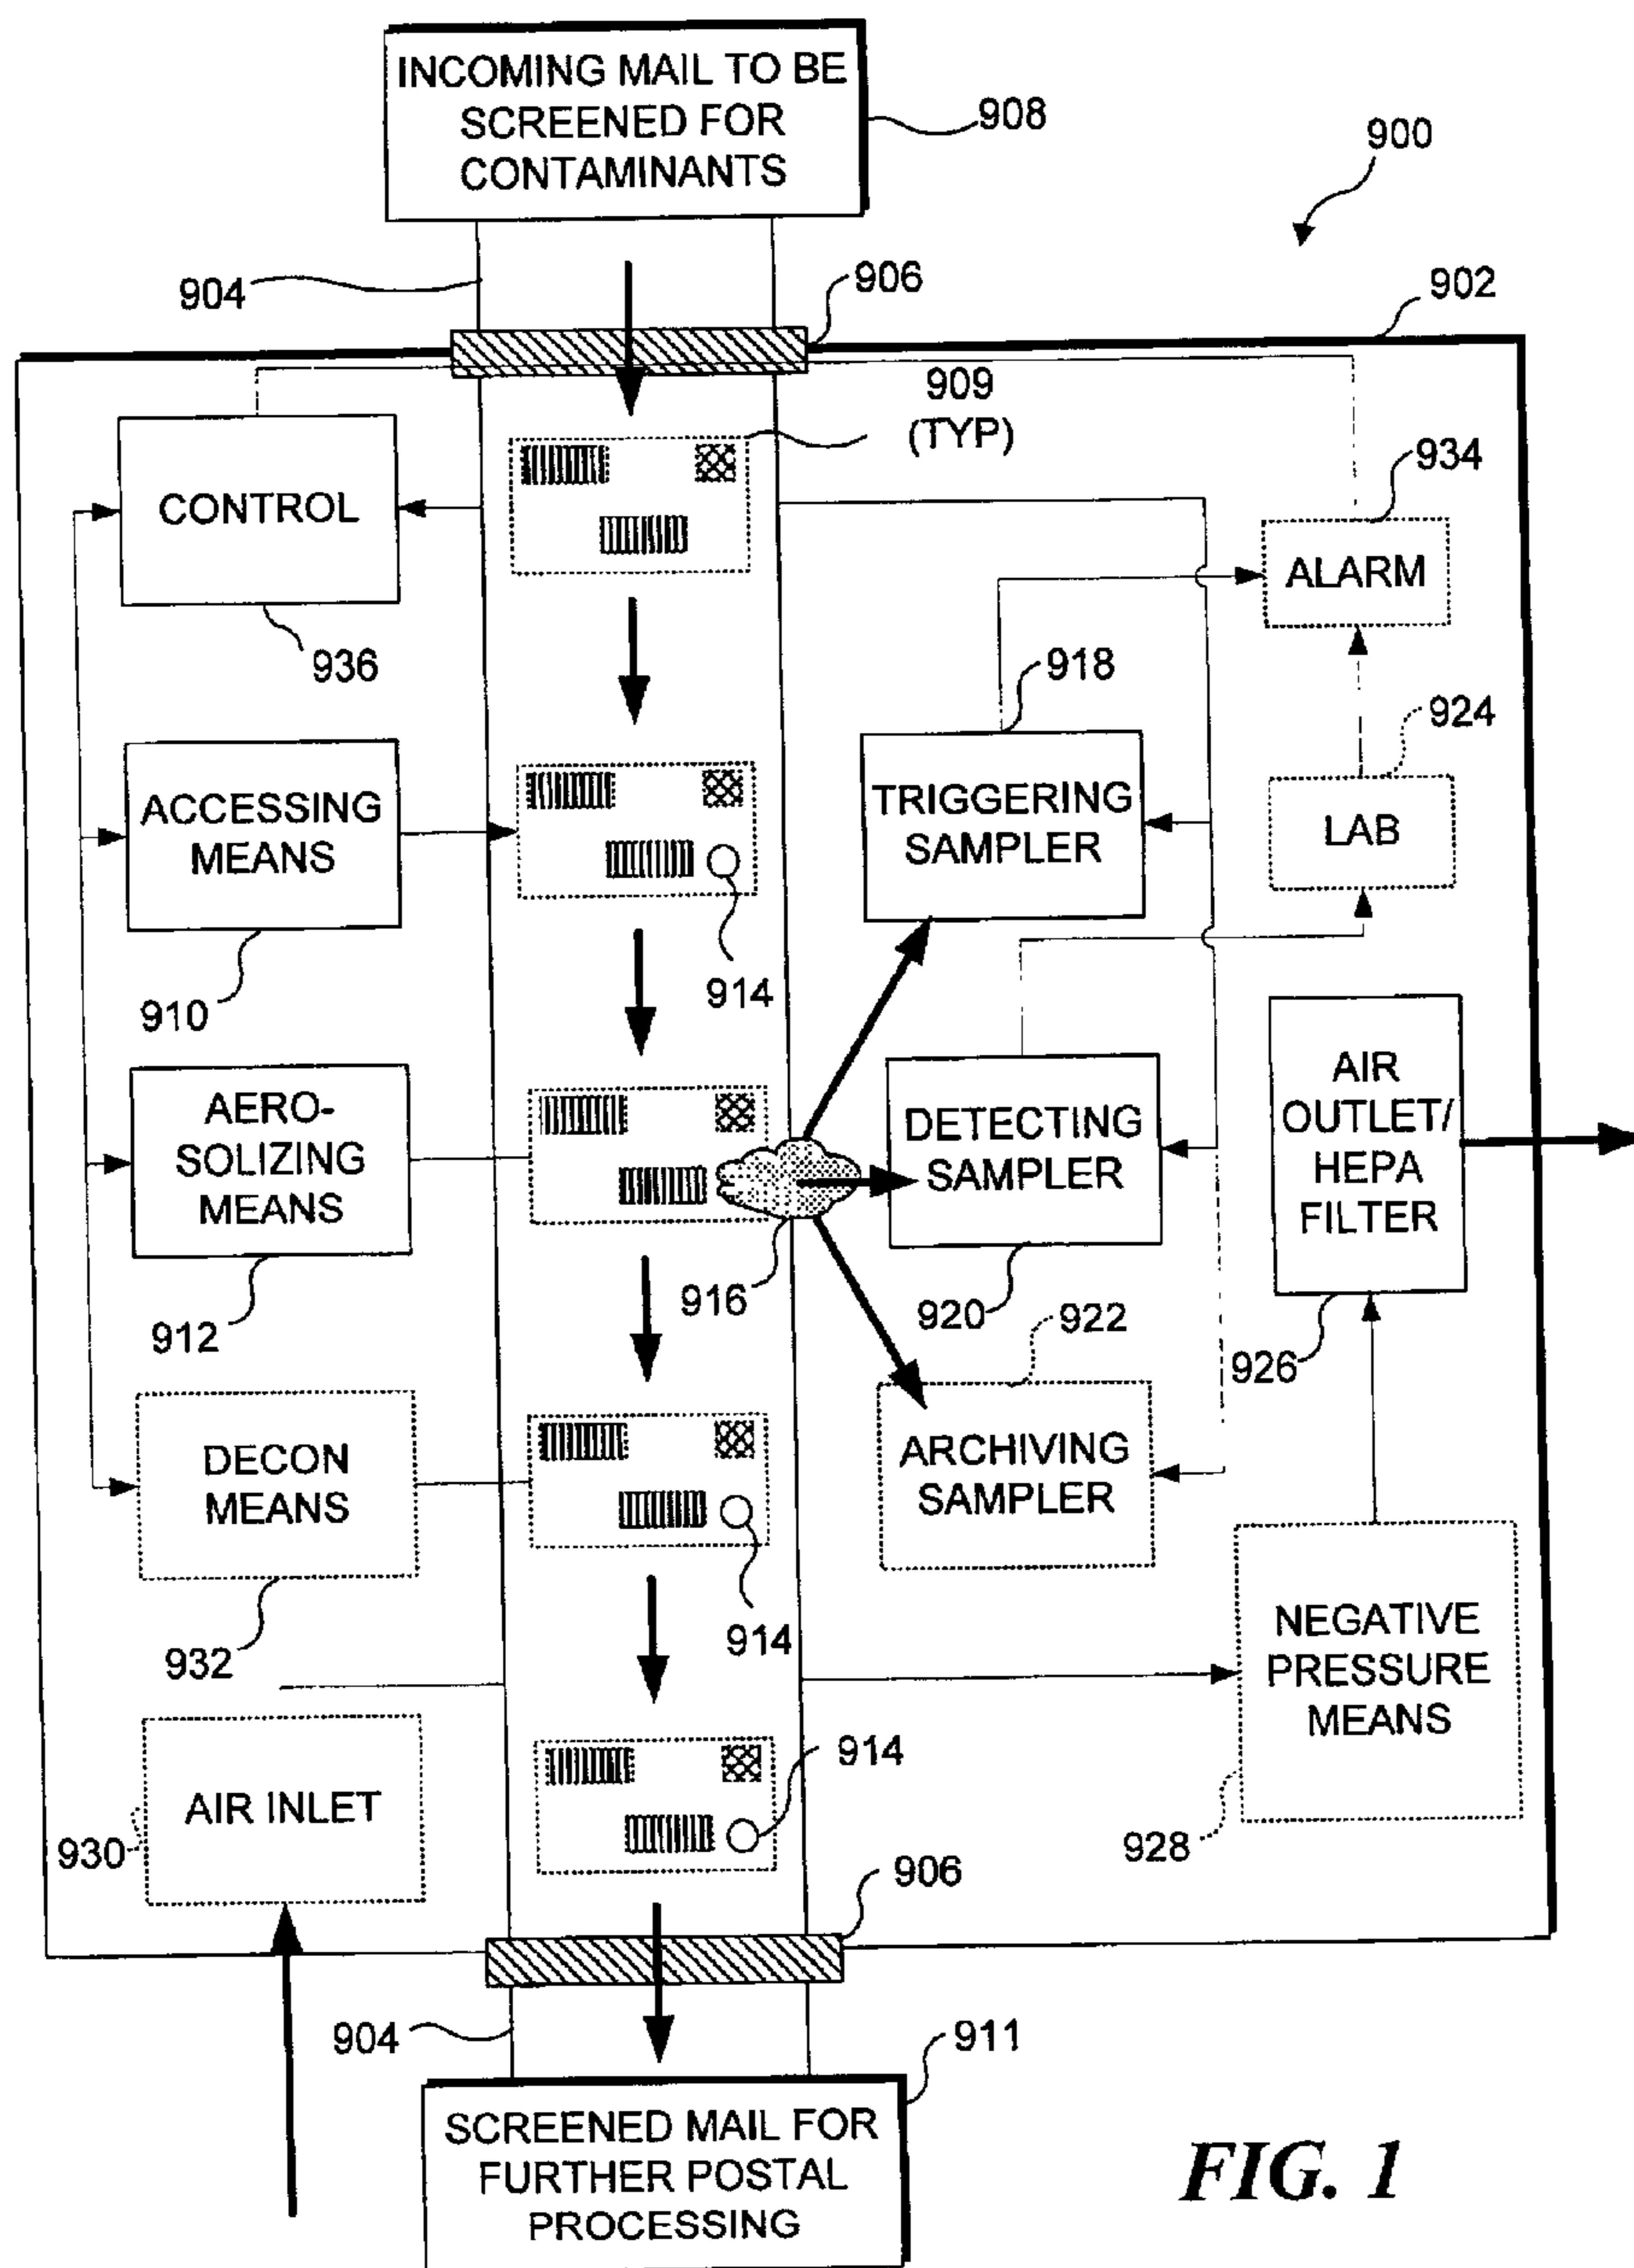 INCOMING MAIL TO BE
SCREENED FOR
CONTAMINANTS
908
900
904
906
902
909
(TYP)
CONTROL
936
934
ALARM
918
924
ACCESSING
MEANS
910
914
TRIGGERING
SAMPLER
LAB
AERO-
SOLIZING
MEANS
912
916
DETECTING
SAMPLER
920
AIR
OUTLET/
HEPA
FILTER
926
922
DECON
MEANS
932
914
ARCHIVING
SAMPLER
NEGATIVE
PRESSURE
MEANS
928
AIR INLET
930
914
906
904
911
SCREENED MAIL FOR
FURTHER POSTAL
PROCESSING
FIG. 1